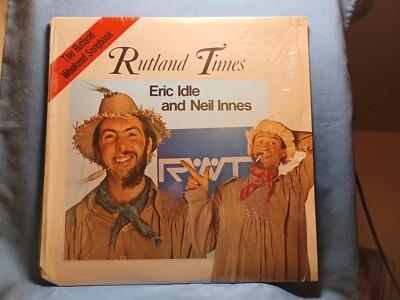 The Rutland
Weekend Songbook
Rutland Times
Eric Idle
and Neil Innes
RWT